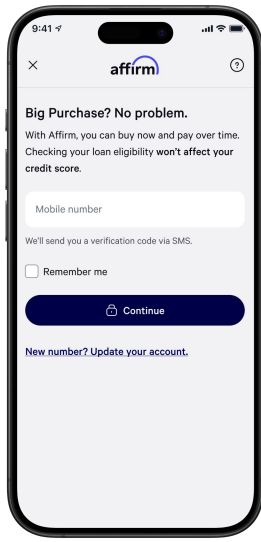 9:41
affirm
?
Big Purchase? No problem.
With Affirm, you can buy now and pay over time.
Checking your loan eligibility won't affect your
credit score.
Mobile number
We'll send you a verification code via SMS.
Remember me
Continue
New number? Update your account.